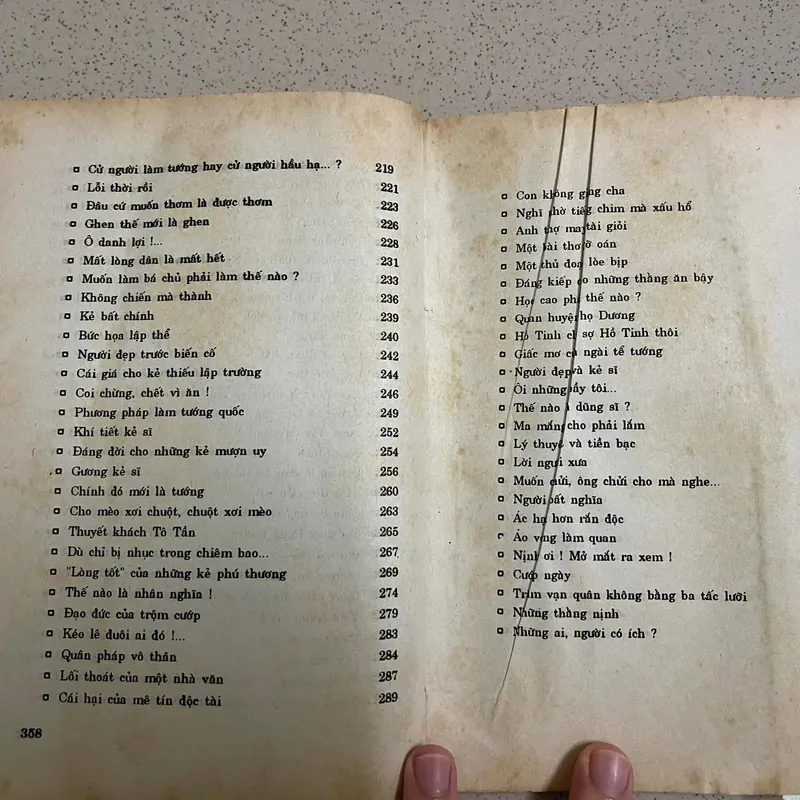 Cử người làm tướng hay cử người hầu hạ... ? 219
Lỗi thời rồi 221
Đâu cứ muốn thơm là được thơm 223
Ghen thế mới là ghen 226
Ô danh lợi !... 228
Mất lòng dân là mất hết 231
Muốn làm bá chủ phải làm thế nào ? 233
Không chiến mà thành 236
Kẻ bất chính 239
Bức họa lập thể 240
Người đẹp trước biến cố 242
Cái giá cho kẻ thiếu lập trường 244
Coi chừng, chết vì ăn ! 246
Phương pháp làm tướng quốc 249
Khí tiết kẻ sĩ 252
Đáng đời cho những kẻ mượn uy 254
Gương kẻ sĩ 256
Chính đó mới là tướng 260
Cho mèo xơi chuột, chuột xơi mèo 263
Thuyết khách Tô Tần 265
Dù chỉ bị nhục trong chiêm bao... 267
"Lòng tốt" của những kẻ phú thương 269
Thế nào là nhân nghĩa ! 274
Đạo đức của trộm cướp 279
Kéo lê đuôi ai đó !... 283
Quân pháp vô thân 284
Lối thoát của một nhà văn 287
Cái hại của mê tín độc tài 289
358
Con không giống cha
Nghĩ nhờ tiếng chim mà xấu hổ
Anh thợ may tài giỏi
Một bài thơ ỡ oán
Một thủ đoạn lòe bịp
Đáng kiếp cho những thằng ăn bậy
Học cao phải thế nào ?
Quan huyện họ Dương
Hồ Tinh chỉ sợ Hồ Tinh thôi
Giấc mơ của ngài tể tướng
Người đẹp và kẻ sĩ
Ôi những bầy tôi...
Thế nào là dũng sĩ ?
Ma mắng cho phải lắm
Lý thuyết và tiền bạc
Lời người xưa
Muốn chửi, ông chửi cho mà nghe...
Người bất nghĩa
Ác hại hơn rắn độc
Ảo vọng làm quan
Nịnh ơi ! Mở mắt ra xem !
Cướp ngày
Trăm vạn quân không bằng ba tấc lưỡi
Những thằng nịnh
Những ai, người có ích ?